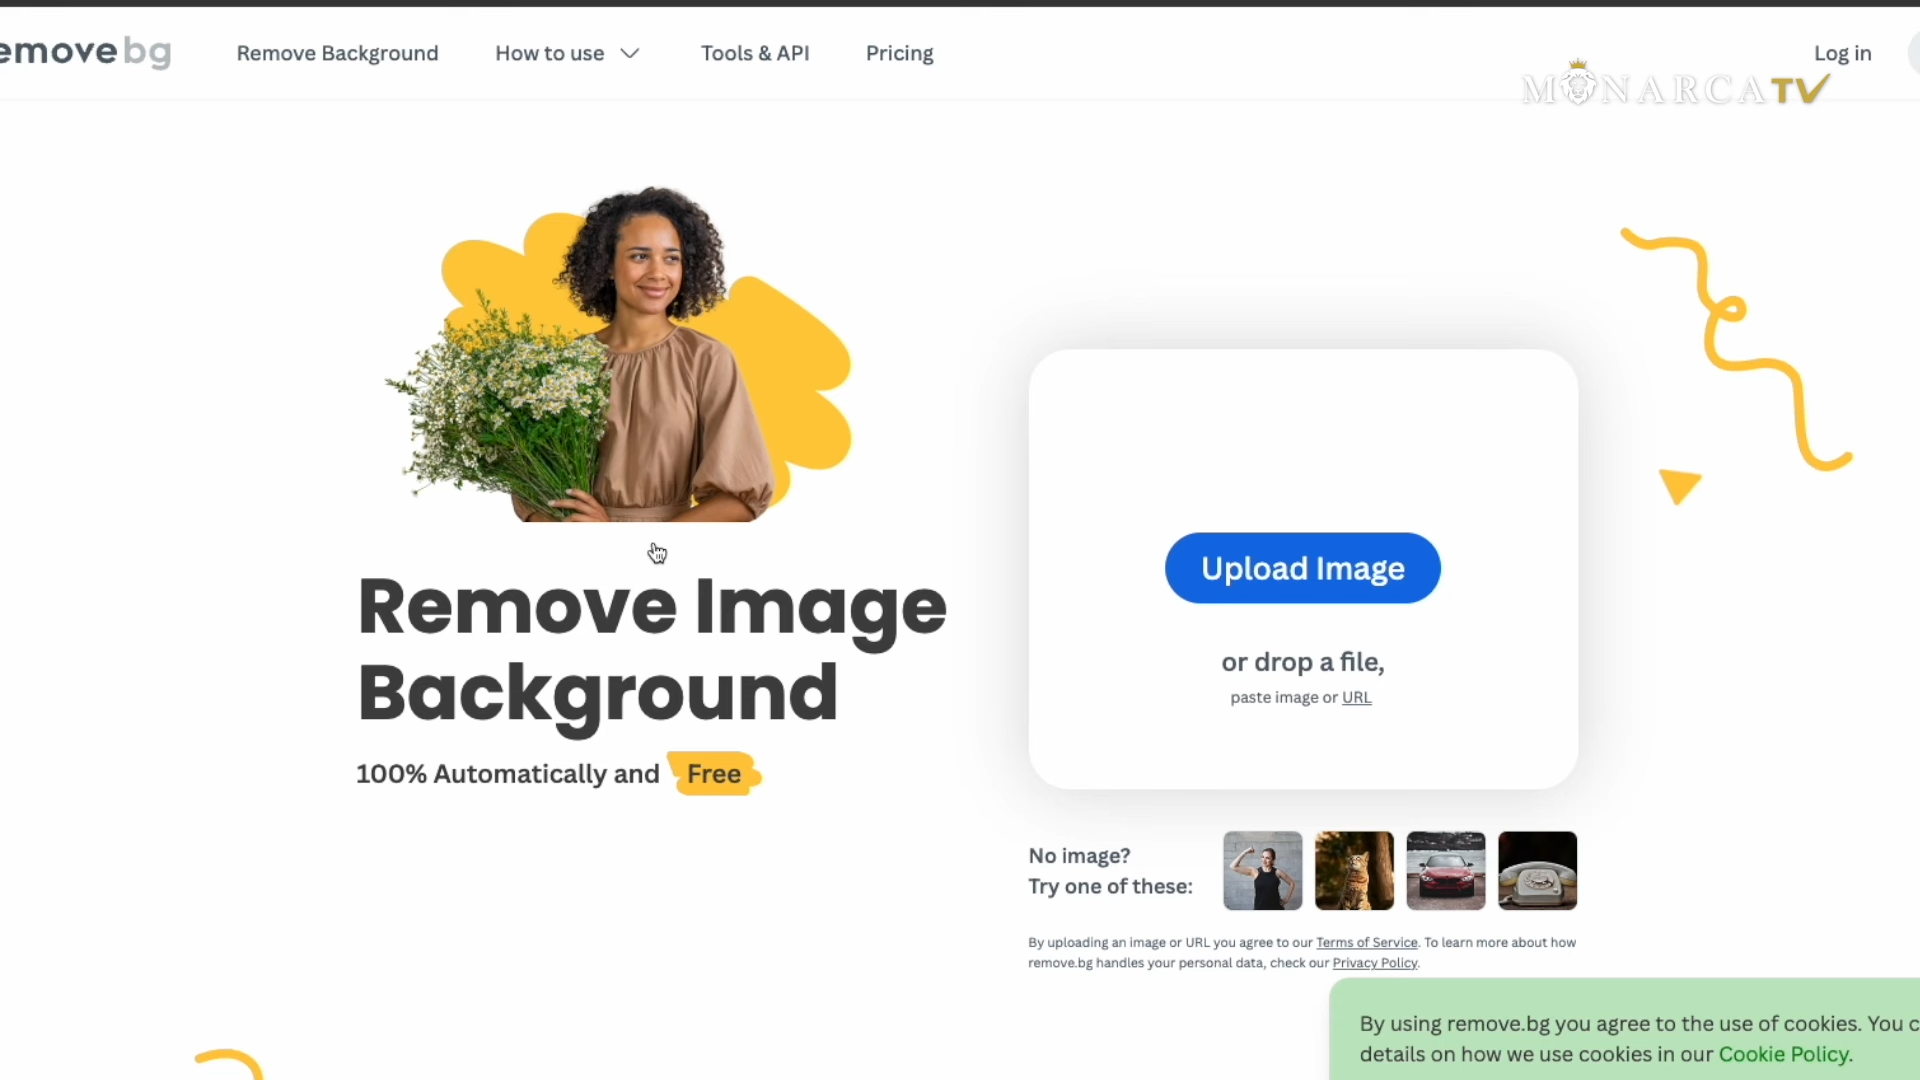 emove bg
Remove Background
How to use
Tools & API
Pricing
Log in
MONARCATV
Remove Image
Background
100% Automatically and Free
Upload Image
or drop a file,
paste image or URL
No image?
Try one of these:
By uploading an image or URL you agree to our Terms of Service. To learn more about how
remove.bg handles your personal data, check our Privacy Policy.
By using remove.bg you agree to the use of cookies. You c
details on how we use cookies in our Cookie Policy.